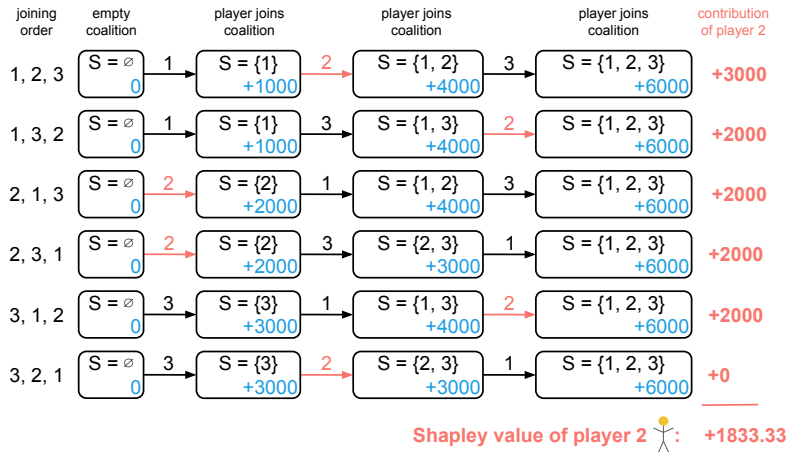 joining order
empty coalition
player joins coalition
player joins coalition
player joins coalition
contribution of player 2
1, 2, 3
S = ∅
0
1
S = {1}
+1000
2
S = {1, 2}
+4000
3
S = {1, 2, 3}
+6000
+3000
1, 3, 2
S = ∅
0
1
S = {1}
+1000
3
S = {1, 3}
+4000
2
S = {1, 2, 3}
+6000
+2000
2, 1, 3
S = ∅
0
2
S = {2}
+2000
1
S = {1, 2}
+4000
3
S = {1, 2, 3}
+6000
+2000
2, 3, 1
S = ∅
0
2
S = {2}
+2000
3
S = {2, 3}
+3000
1
S = {1, 2, 3}
+6000
+2000
3, 1, 2
S = ∅
0
3
S = {3}
+3000
1
S = {1, 3}
+4000
2
S = {1, 2, 3}
+6000
+2000
3, 2, 1
S = ∅
0
3
S = {3}
+3000
2
S = {2, 3}
+3000
1
S = {1, 2, 3}
+6000
+0
Shapley value of player 2 : +1833.33